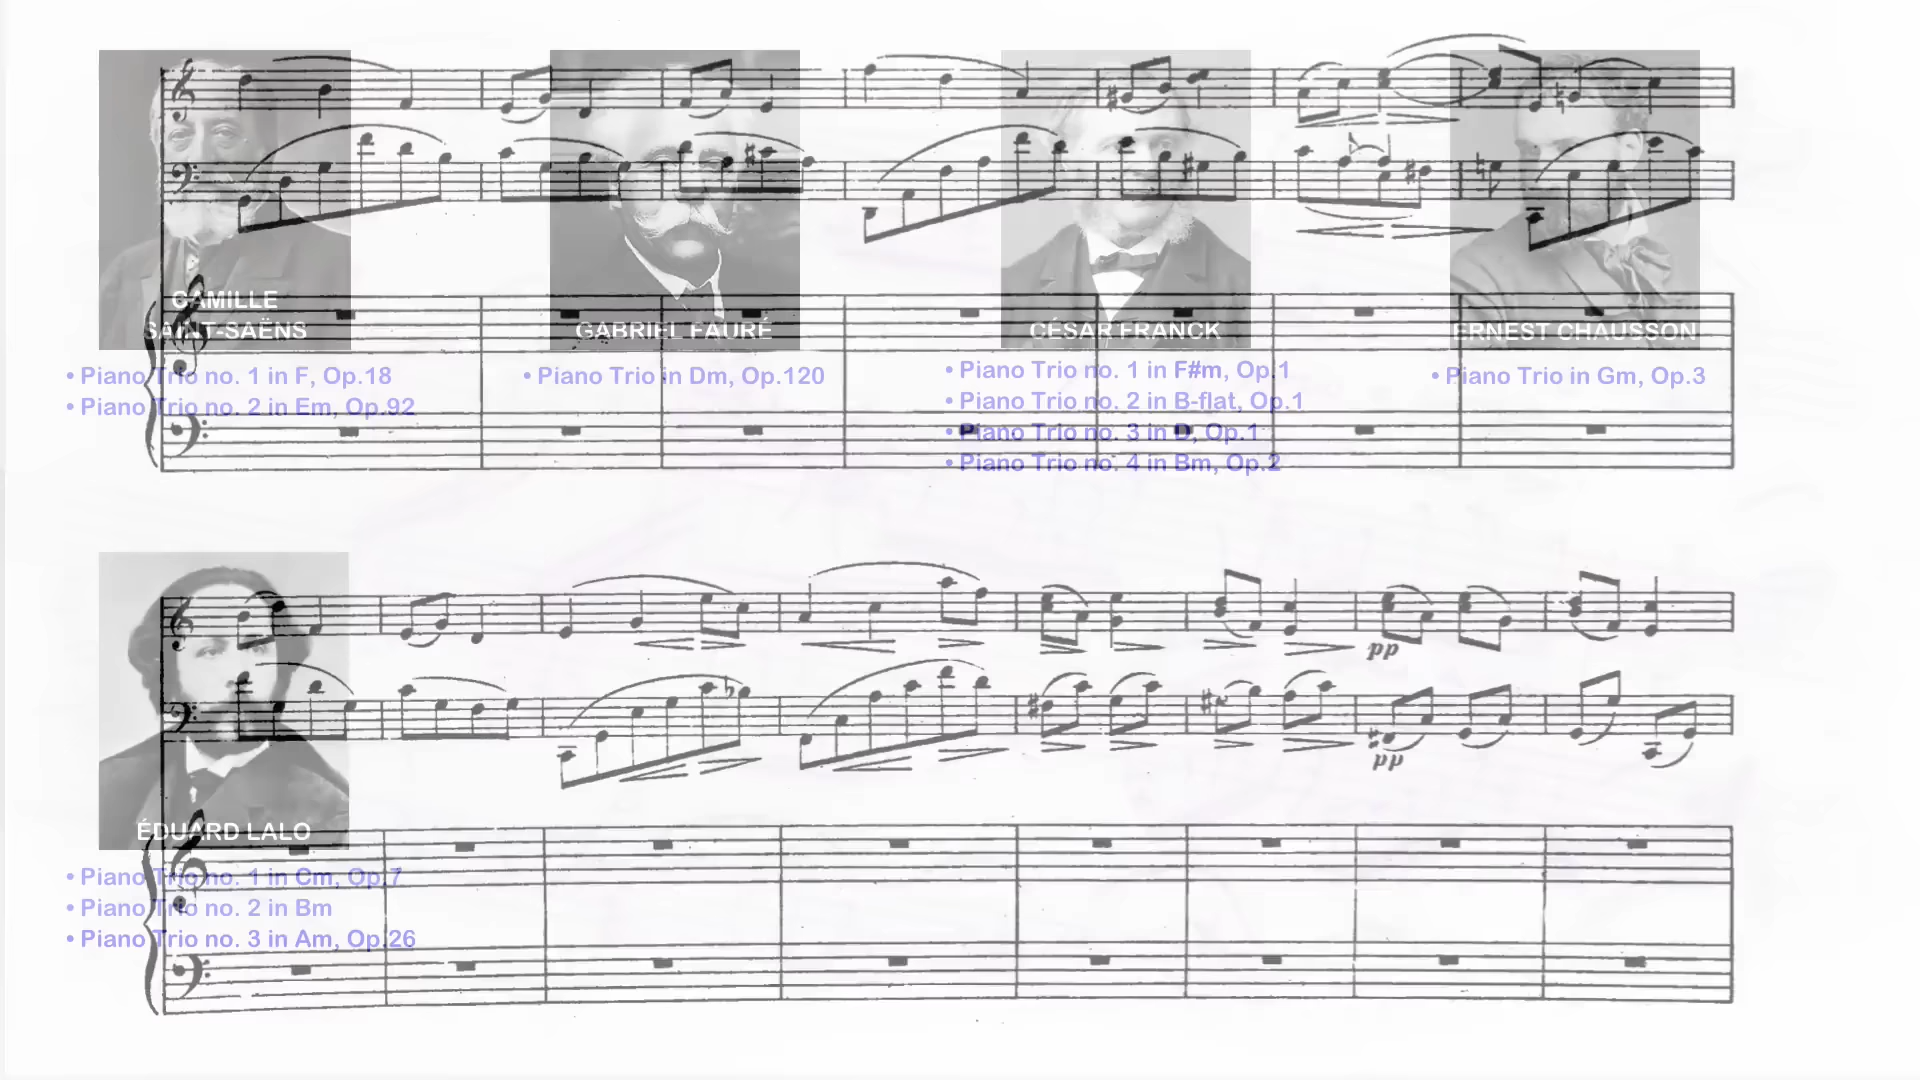 CAMILLE
SAINT-SAËNS
• Piano Trio no. 1 in F, Op.18
• Piano Trio no. 2 in Em, Op.92
GABRIEL FAURÉ
• Piano Trio in Dm, Op.120
CÉSAR FRANCK
• Piano Trio no. 1 in F#m, Op.1
• Piano Trio no. 2 in B-flat, Op.1
• Piano Trio no. 3 in D, Op.1
• Piano Trio no. 4 in Bm, Op.2
ERNEST CHAUSSON
• Piano Trio in Gm, Op.3
ÉDUARD LALO
• Piano Trio no. 1 in Cm, Op.7
• Piano Trio no. 2 in Bm
• Piano Trio no. 3 in Am, Op.26
pp
pp